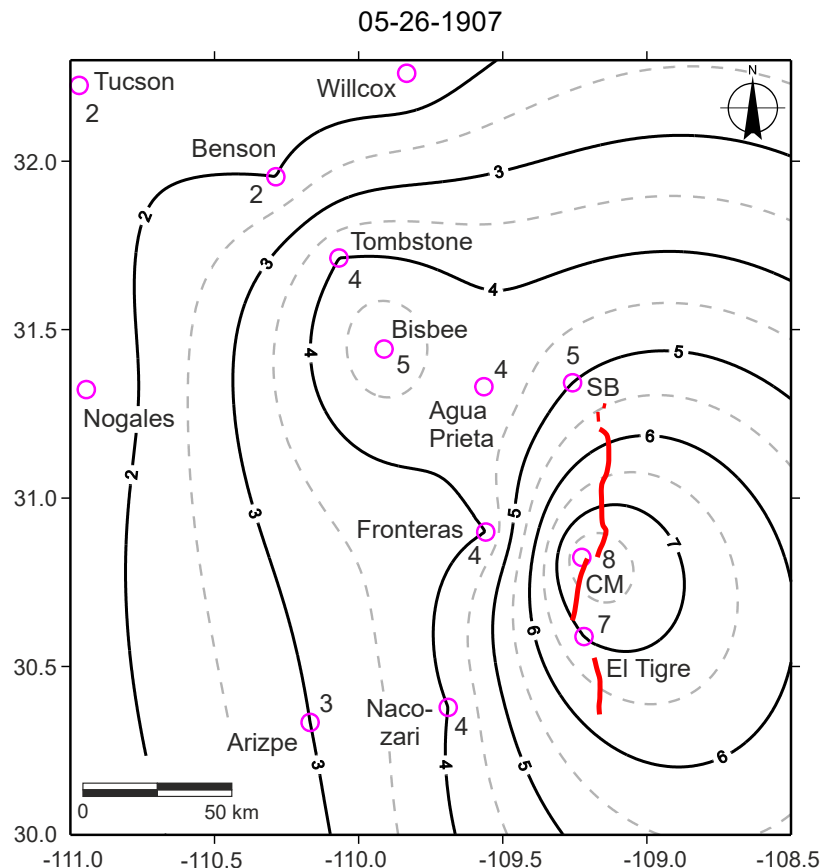 05-26-1907
N
Tucson
2
Willcox
32.0
Benson
2
2
3
3
Tombstone
4
4
31.5
Bisbee
5
4
4
5
5
SB
Agua
Prieta
Nogales
6
2
31.0
3
5
7
Fronteras
4
8
CM
7
6
30.5
El Tigre
3
Naco-
zari
4
Arizpe
3
4
5
6
0
50 km
30.0
-111.0
-110.5
-110.0
-109.5
-109.0
-108.5